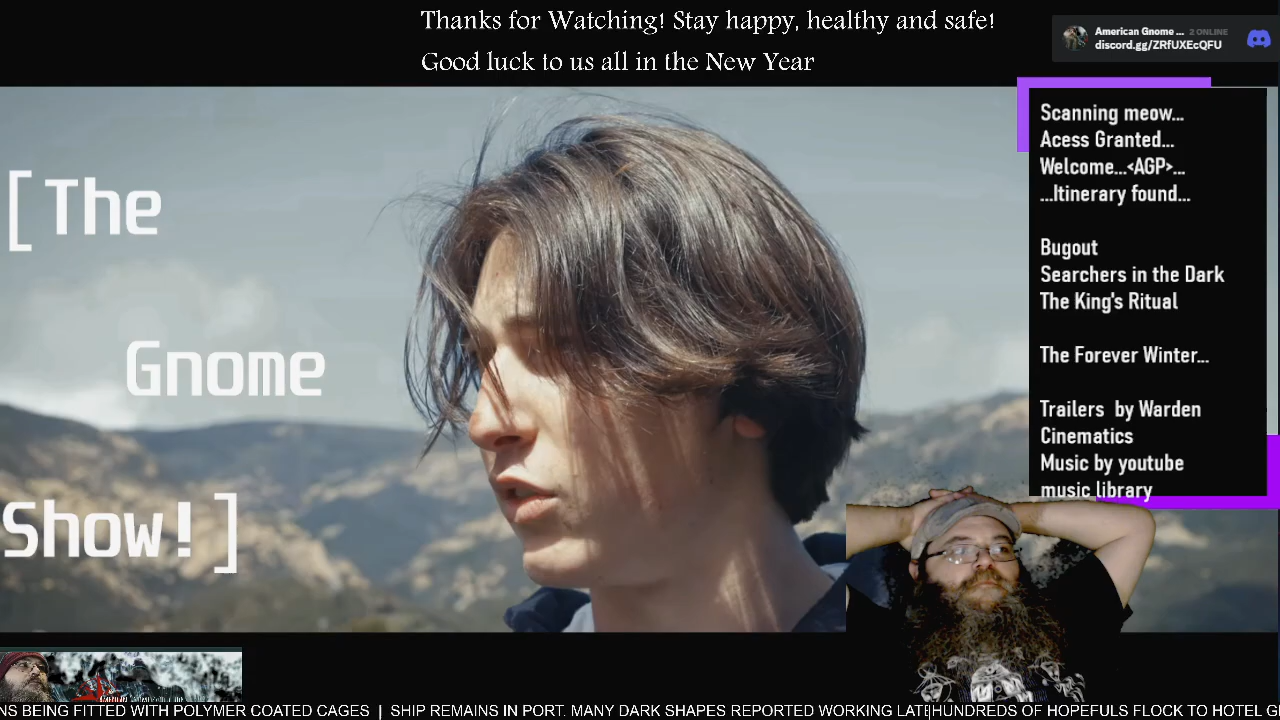 Thanks for Watching! Stay happy, healthy and safe!
Good luck to us all in the New Year
American Gnome ... 2 ONLINE
discord.gg/ZRfUXEcQFU
[ The
Gnome
Show! ]
Scanning meow...
Acess Granted...
Welcome...<AGP>...
...Itinerary found...
Bugout
Searchers in the Dark
The King's Ritual
The Forever Winter...
Trailers by Warden
Cinematics
Music by youtube
music library
NS BEING FITTED WITH POLYMER COATED CAGES | SHIP REMAINS IN PORT. MANY DARK SHAPES REPORTED WORKING LATE|HUNDREDS OF HOPEFULS FLOCK TO HOTEL G